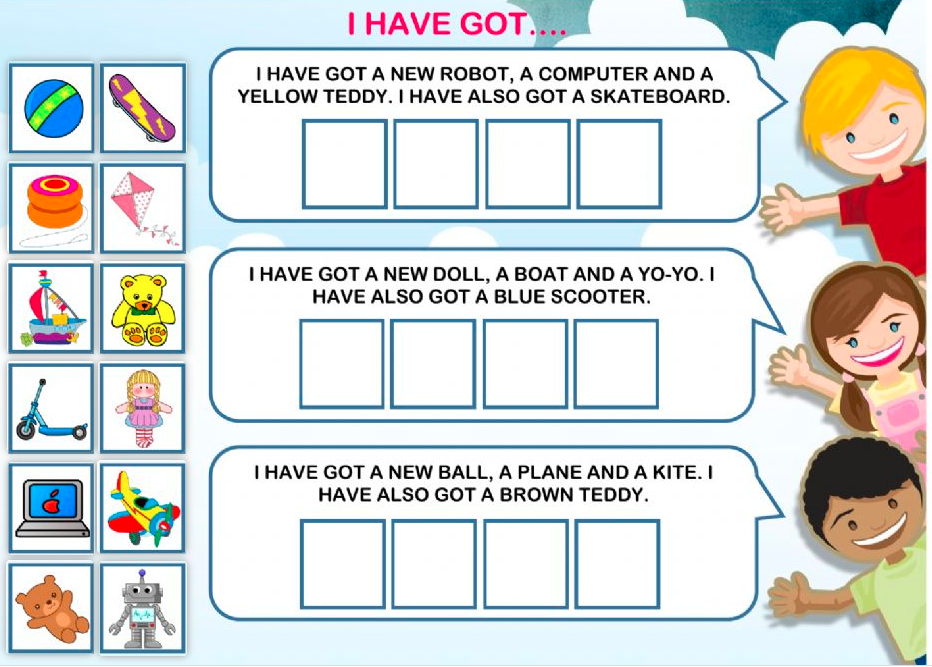 I HAVE GOT....
I HAVE GOT A NEW ROBOT, A COMPUTER AND A
YELLOW TEDDY. I HAVE ALSO GOT A SKATEBOARD.
I HAVE GOT A NEW DOLL, A BOAT AND A YO-YO. I
HAVE ALSO GOT A BLUE SCOOTER.
I HAVE GOT A NEW BALL, A PLANE AND A KITE. I
HAVE ALSO GOT A BROWN TEDDY.